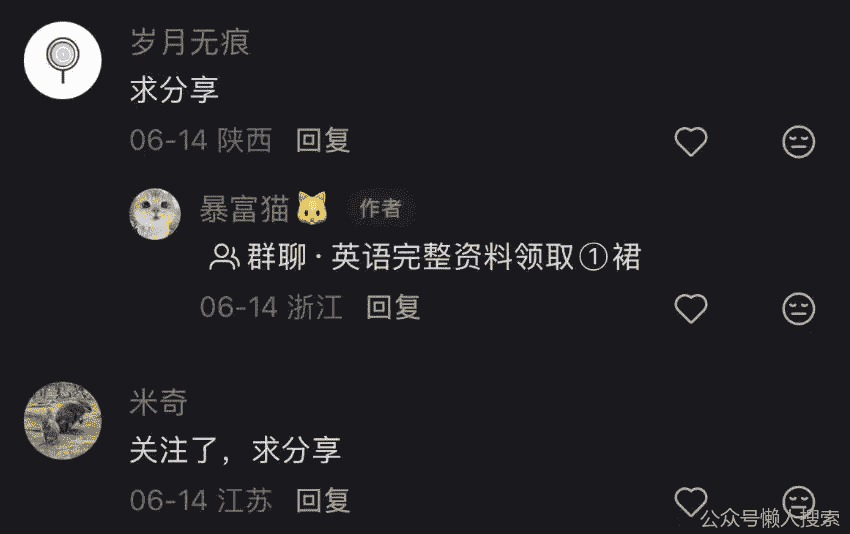 岁月无痕
求分享
06-14 陕西 回复
暴富猫🐱 作者
群聊·英语完整资料领取①裙
06-14 浙江 回复
米奇
关注了，求分享
06-14 江苏 回复
公众号懒人搜索